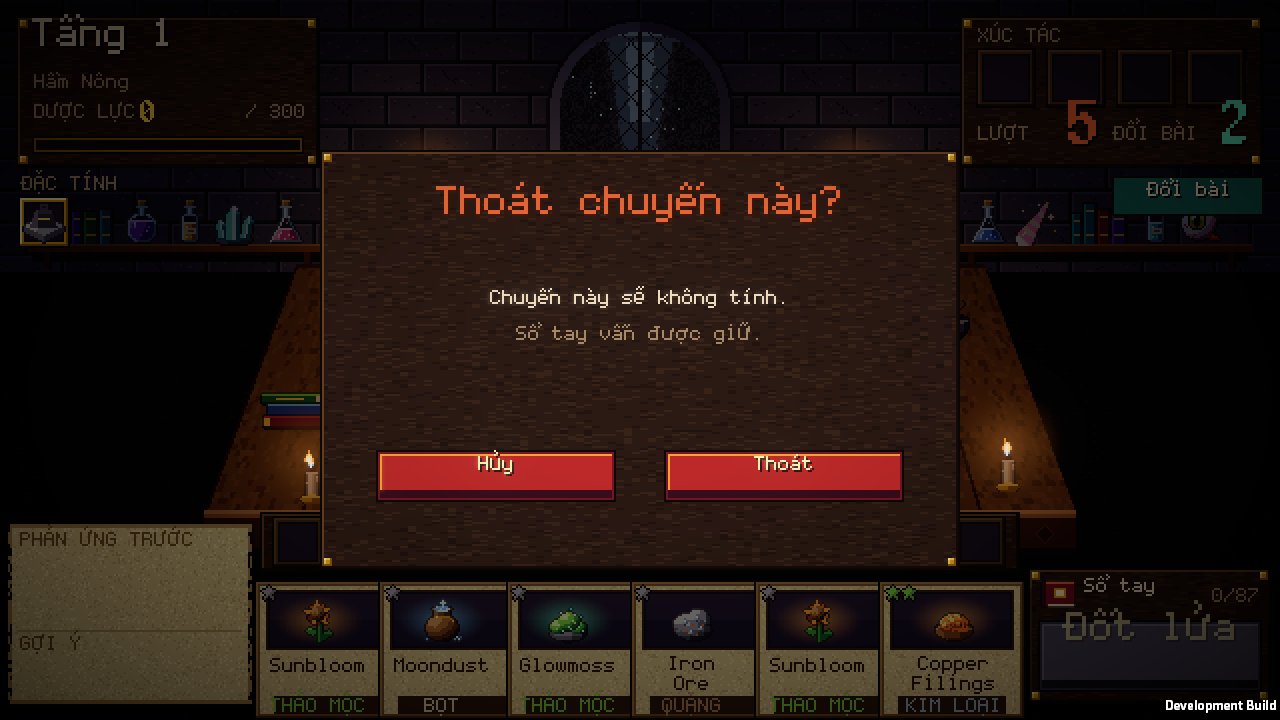 Tầng 1
Hầm Nông
DƯỢC LỰC 0 / 300
ĐẶC TÍNH
XÚC TÁC
LƯỢT 5 ĐỔI BÀI 2
Đổi bài
Thoát chuyến này?
Chuyến này sẽ không tính.
Sổ tay vẫn được giữ.
Hủy
Thoát
PHẢN ỨNG TRƯỚC
GỢI Ý
Sunbloom
THẢO MỘC
Moondust
BỘT
Glowmoss
THẢO MỘC
Iron
Ore
QUẶNG
Sunbloom
THẢO MỘC
Copper
Filings
KIM LOẠI
Sổ tay 0/87
Đốt lửa
Development Build